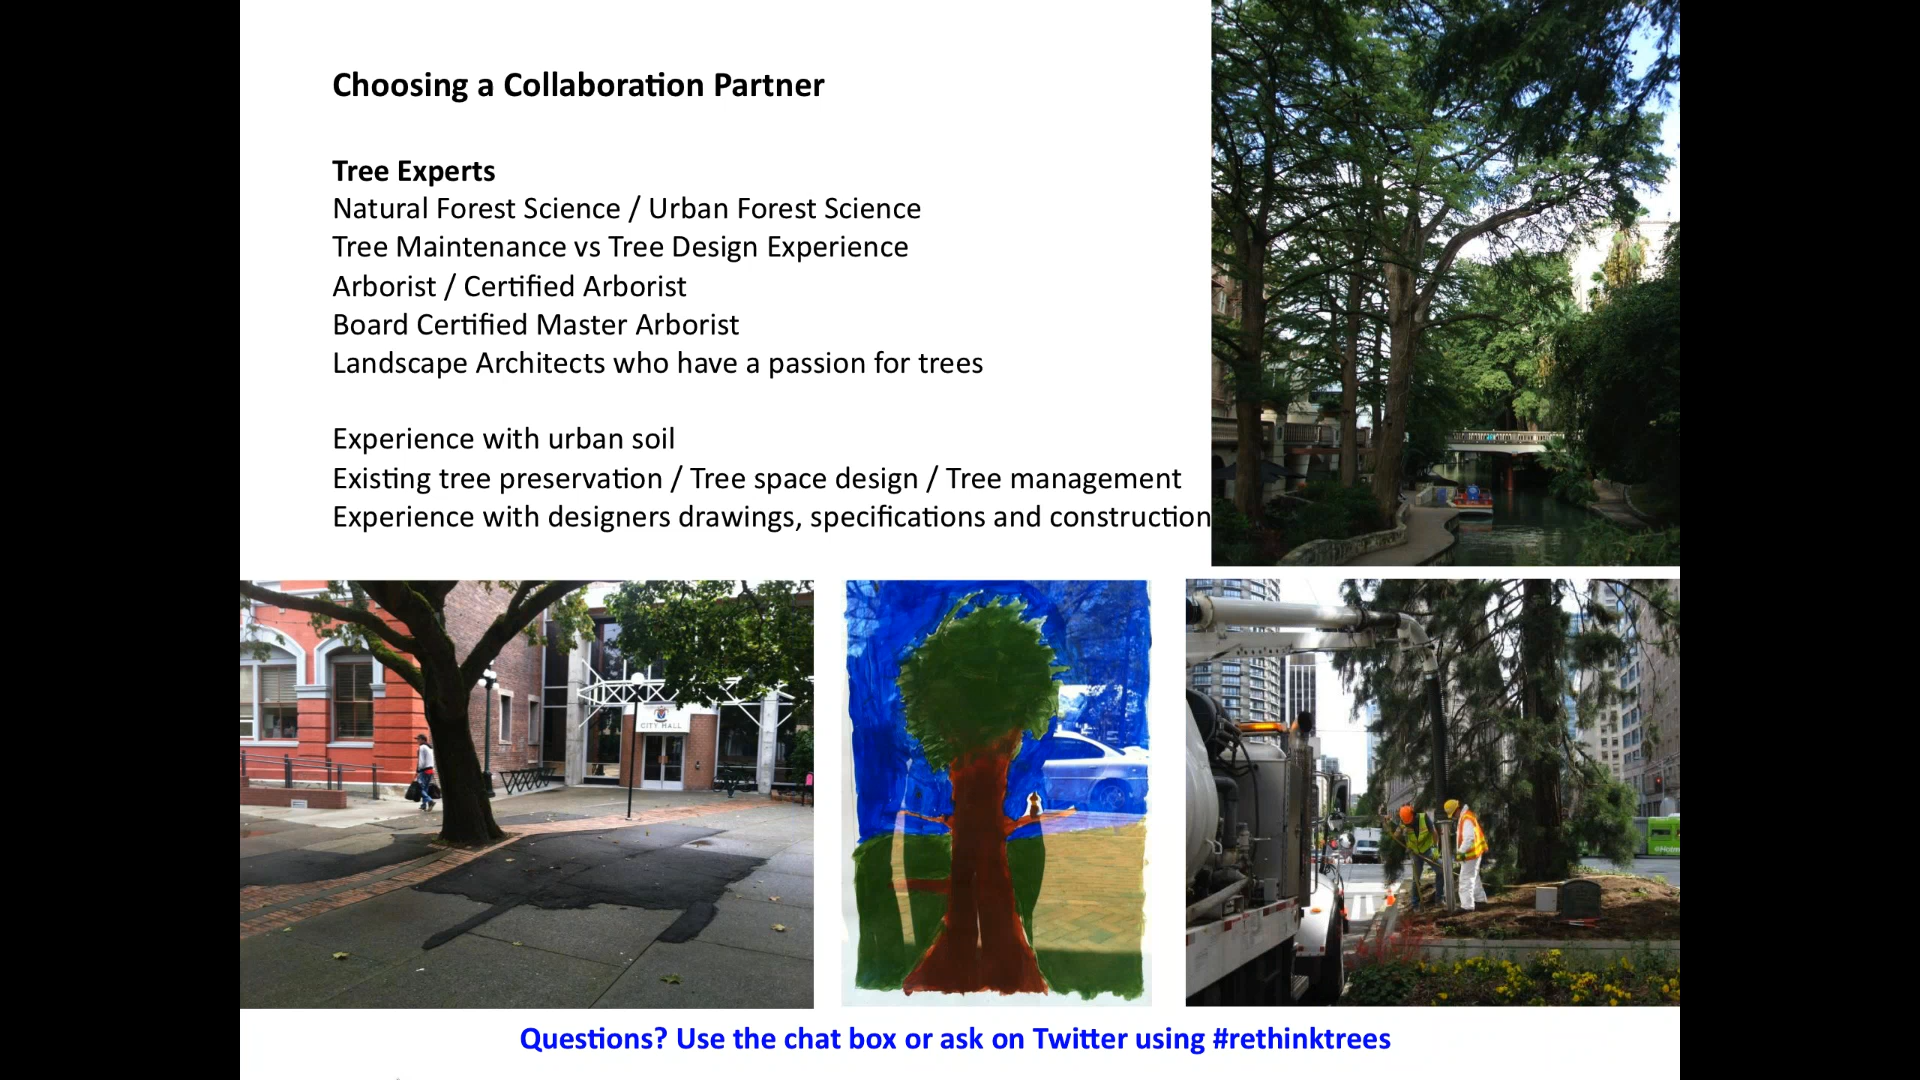 Choosing a Collaboration Partner
Tree Experts
Natural Forest Science / Urban Forest Science
Tree Maintenance vs Tree Design Experience
Arborist / Certified Arborist
Board Certified Master Arborist
Landscape Architects who have a passion for trees
Experience with urban soil
Existing tree preservation / Tree space design / Tree management
Experience with designers drawings, specifications and construction
CITY HALL
Questions? Use the chat box or ask on Twitter using #rethinktrees